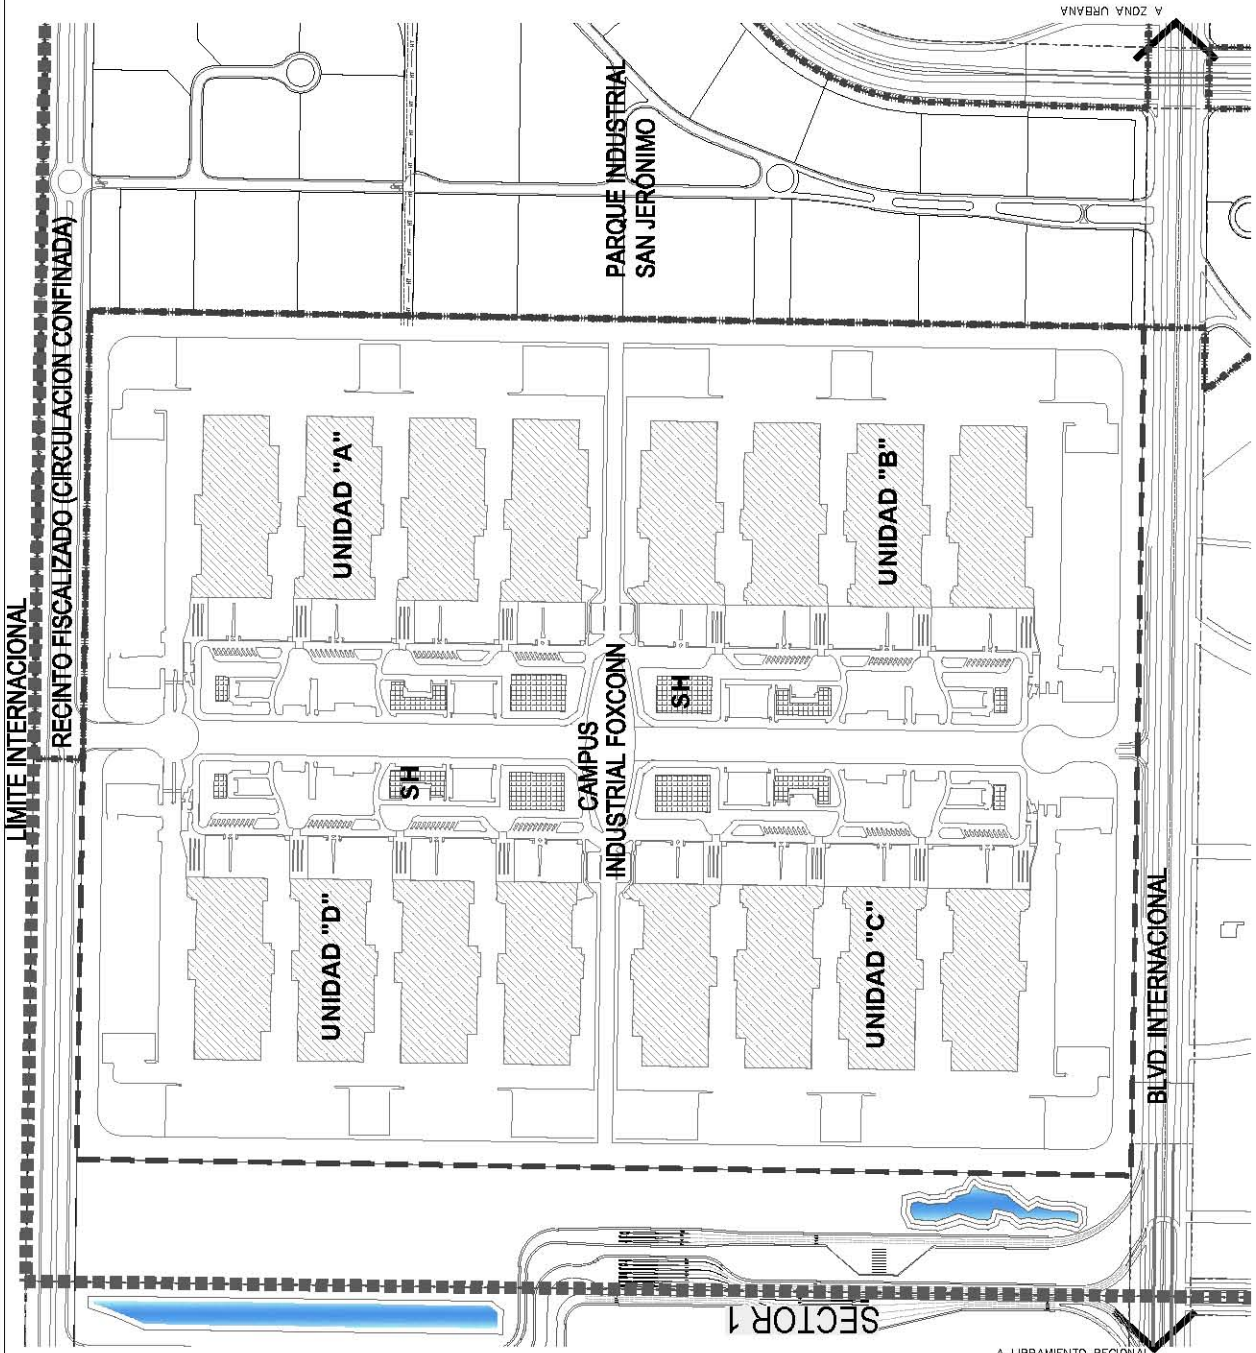 A ZONA URBANA
PARQUE INDUSTRIAL
SAN JERÓNIMO
LÍMITE INTERNACIONAL
RECINTO FISCALIZADO (CIRCULACION CONFINADA)
UNIDAD "A"
UNIDAD "B"
SH
CAMPUS
INDUSTRIAL FOXCONN
SH
UNIDAD "D"
UNIDAD "C"
BLVD. INTERNACIONAL
SECTOR 1
A LIBRAMIENTO REGIONAL